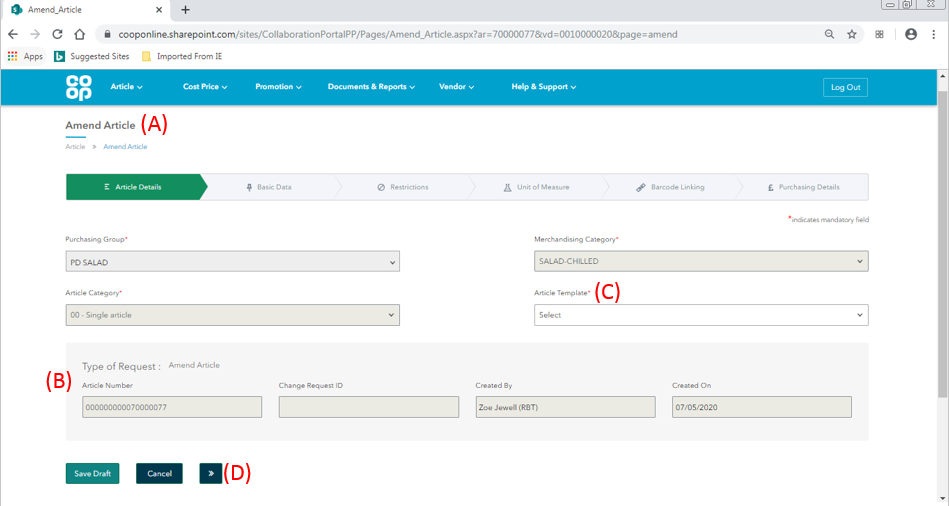 Amend_Article
cooponline.sharepoint.com/sites/CollaborationPortalPP/Pages/Amend_Article.aspx?ar=70000077&vd=0010000020&page=amend
Apps Suggested Sites Imported From IE
CO OP Article Cost Price Promotion Documents & Reports Vendor Help & Support Log Out
Amend Article (A)
Article » Amend Article
Article Details Basic Data Restrictions Unit of Measure Barcode Linking £ Purchasing Details
*indicates mandatory field
Purchasing Group* Merchandising Category*
PD SALAD SALAD-CHILLED
Article Category* Article Template* (C)
00 - Single article Select
Type of Request : Amend Article
(B) Article Number Change Request ID Created By Created On
000000000070000077 Zoe Jewell (RBT) 07/05/2020
Save Draft Cancel » (D)